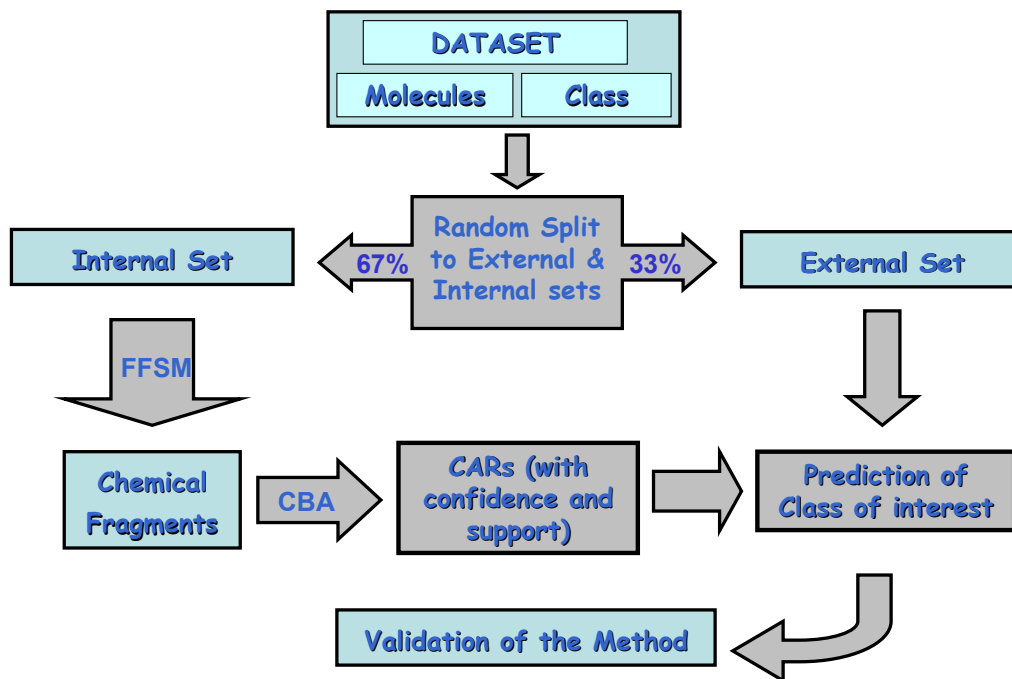 DATASET
Molecules
Class
Random Split
to External &
Internal sets
67%
33%
Internal Set
External Set
FFSM
Chemical
Fragments
CBA
CARs (with
confidence and
support)
Prediction of
Class of interest
Validation of the Method